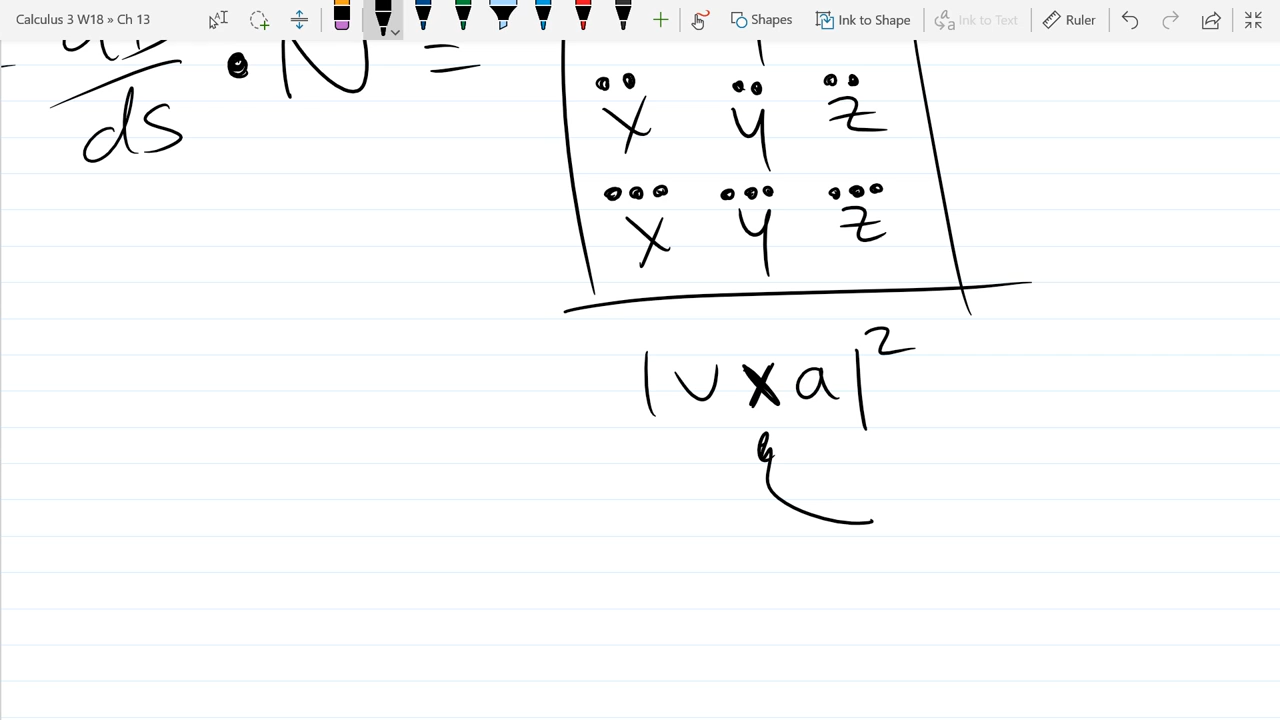 Calculus 3 W18 » Ch 13
Shapes
Ink to Shape
Ink to Text
Ruler
ds • N =
ẍ ÿ z̈
x⃛ y⃛ z⃛
|v × a|²